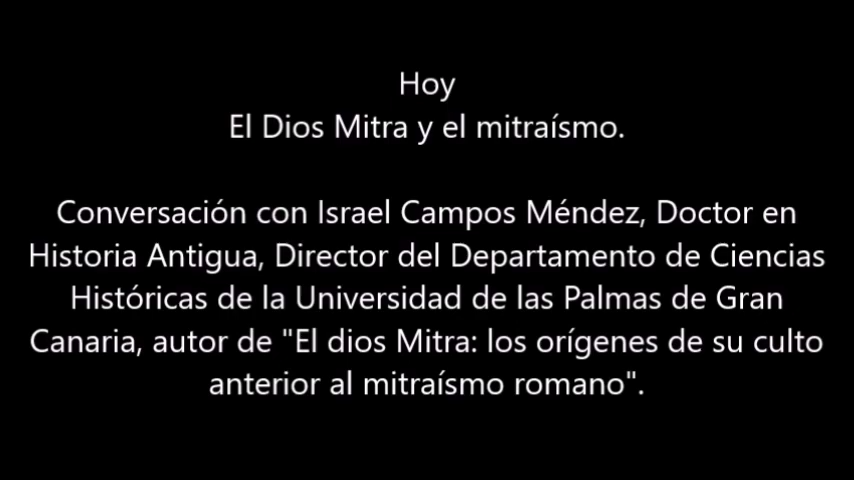 Hoy
El Dios Mitra y el mitraísmo.
Conversación con Israel Campos Méndez, Doctor en
Historia Antigua, Director del Departamento de Ciencias
Históricas de la Universidad de las Palmas de Gran
Canaria, autor de "El dios Mitra: los orígenes de su culto
anterior al mitraísmo romano".